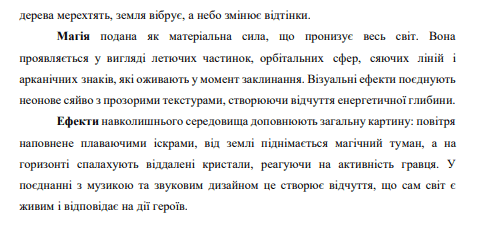 дерева мерехтять, земля вібрує, а небо змінює відтінки.
Магія подана як матеріальна сила, що пронизує весь світ. Вона
проявляється у вигляді летючих частинок, орбітальних сфер, сяючих ліній і
арканічних знаків, які оживають у момент заклинання. Візуальні ефекти поєднують
неонове сяйво з прозорими текстурами, створюючи відчуття енергетичної глибини.
Ефекти навколишнього середовища доповнюють загальну картину: повітря
наповнене плаваючими іскрами, від землі піднімається магічний туман, а на
горизонті спалахують віддалені кристали, реагуючи на активність гравця. У
поєднанні з музикою та звуковим дизайном це створює відчуття, що сам світ є
живим і відповідає на дії героїв.